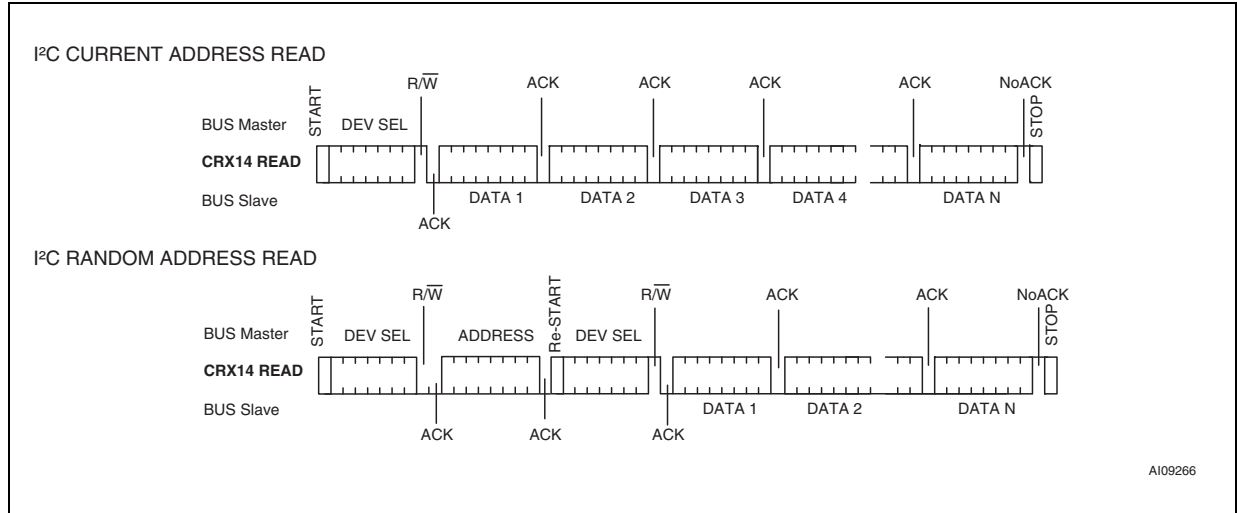 I²C CURRENT ADDRESS READ
R/W̅ ACK ACK ACK ACK NoACK
START STOP
BUS Master DEV SEL
CRX14 READ
BUS Slave DATA 1 DATA 2 DATA 3 DATA 4 DATA N
ACK
I²C RANDOM ADDRESS READ
R/W̅ R/W̅ ACK ACK NoACK
START Re-START STOP
BUS Master DEV SEL ADDRESS DEV SEL
CRX14 READ
BUS Slave DATA 1 DATA 2 DATA N
ACK ACK ACK
AI09266